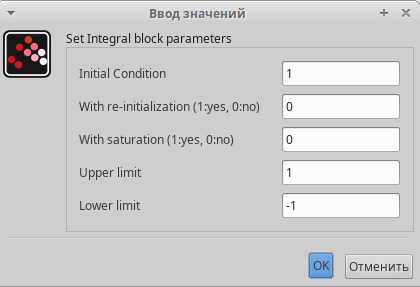 Ввод значений
Set Integral block parameters
Initial Condition 1
With re-initialization (1:yes, 0:no) 0
With saturation (1:yes, 0:no) 0
Upper limit 1
Lower limit -1
OK Отменить